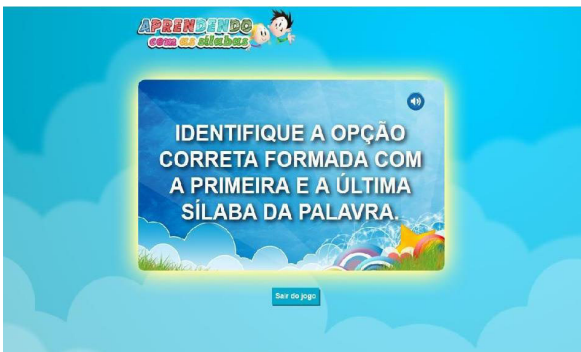 APRENDENDO
com as sílabas
IDENTIFIQUE A OPÇÃO
CORRETA FORMADA COM
A PRIMEIRA E A ÚLTIMA
SÍLABA DA PALAVRA.
Sair do jogo